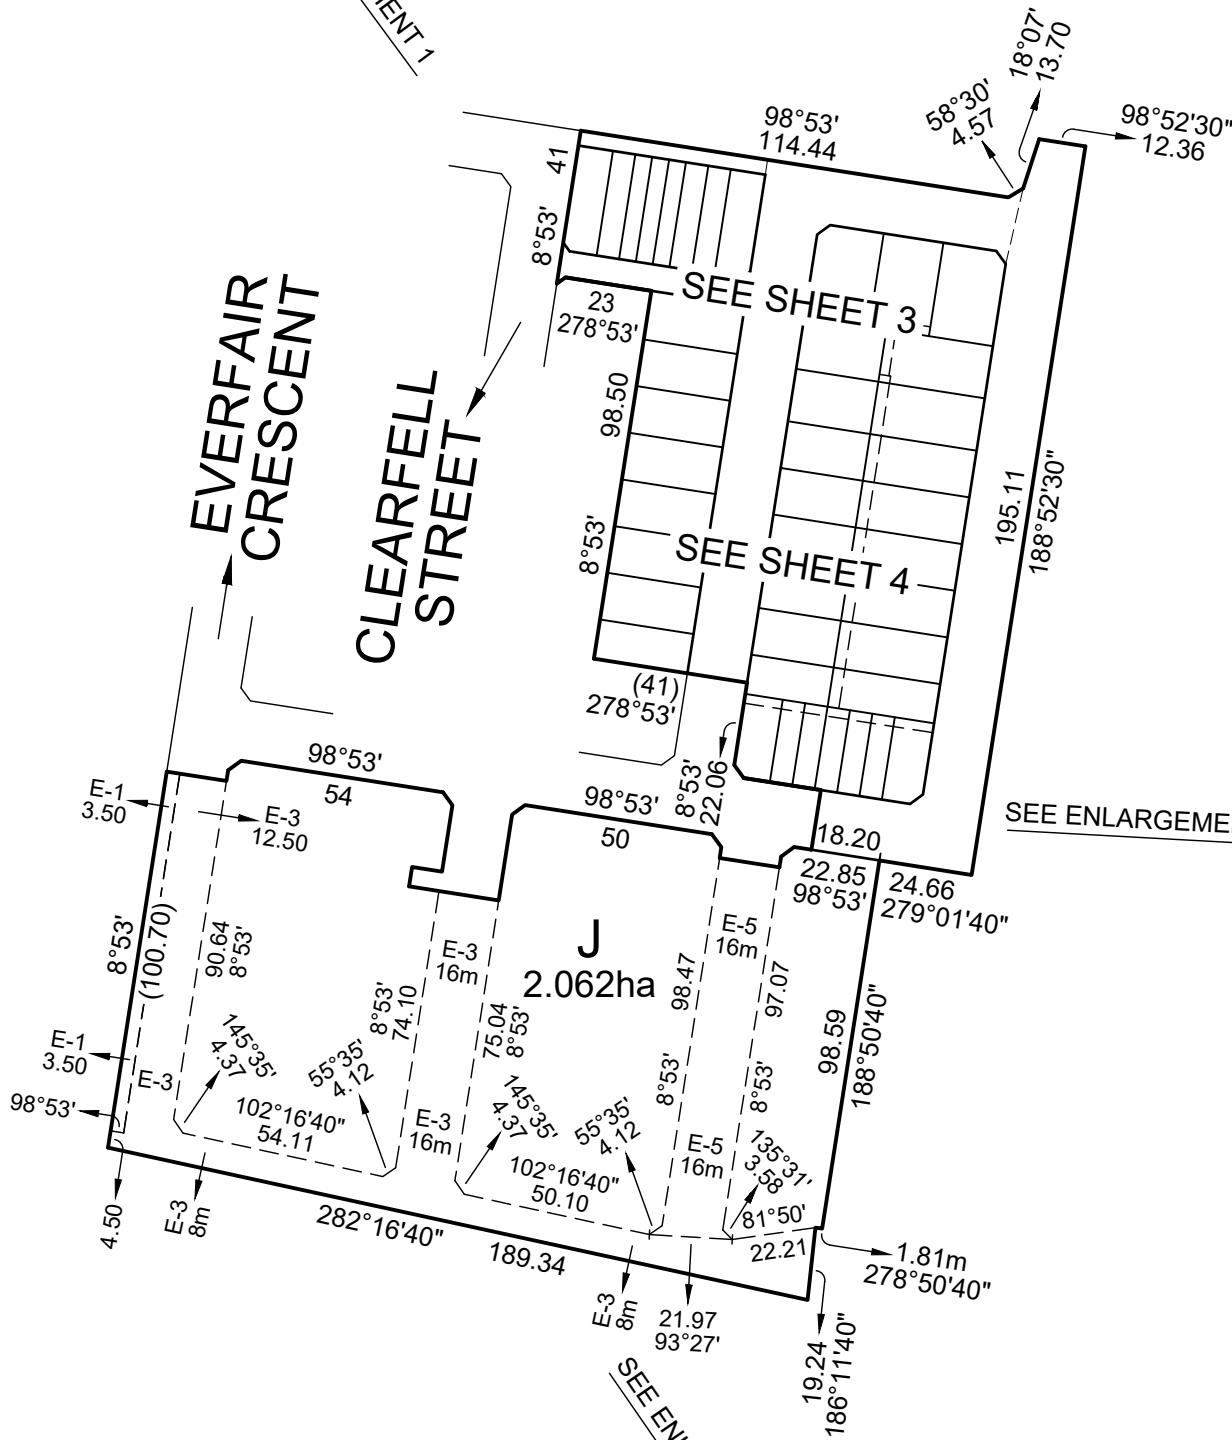 MENT 1
18°07'
13.70
58°30'
4.57
98°52'30"
12.36
98°53'
114.44
41
8°53'
SEE SHEET 3
23
278°53'
EVERFAIR
CRESCENT
CLEARFELL
STREET
98.50
8°53'
195.11
188°52'30"
SEE SHEET 4
(41)
278°53'
8°53'
22.06
98°53'
54
E-1
3.50
E-3
12.50
98°53'
50
18.20
22.85
98°53'
24.66
279°01'40"
SEE ENLARGEME
8°53'
(100.70)
90.64
8°53'
E-3
16m
J
2.062ha
E-5
16m
98.47
8°53'
97.07
8°53'
98.59
188°50'40"
8°53'
74.10
75.04
8°53'
E-1
3.50
E-3
98°53'
145°35'
4.37
55°35'
4.12
102°16'40"
54.11
E-3
16m
145°35'
4.37
55°35'
4.12
102°16'40"
50.10
E-5
16m
135°31'
3.58
81°50'
22.21
4.50
E-3
8m
282°16'40"
189.34
E-3
8m
21.97
93°27'
1.81m
278°50'40"
19.24
186°11'40"
SEE EN